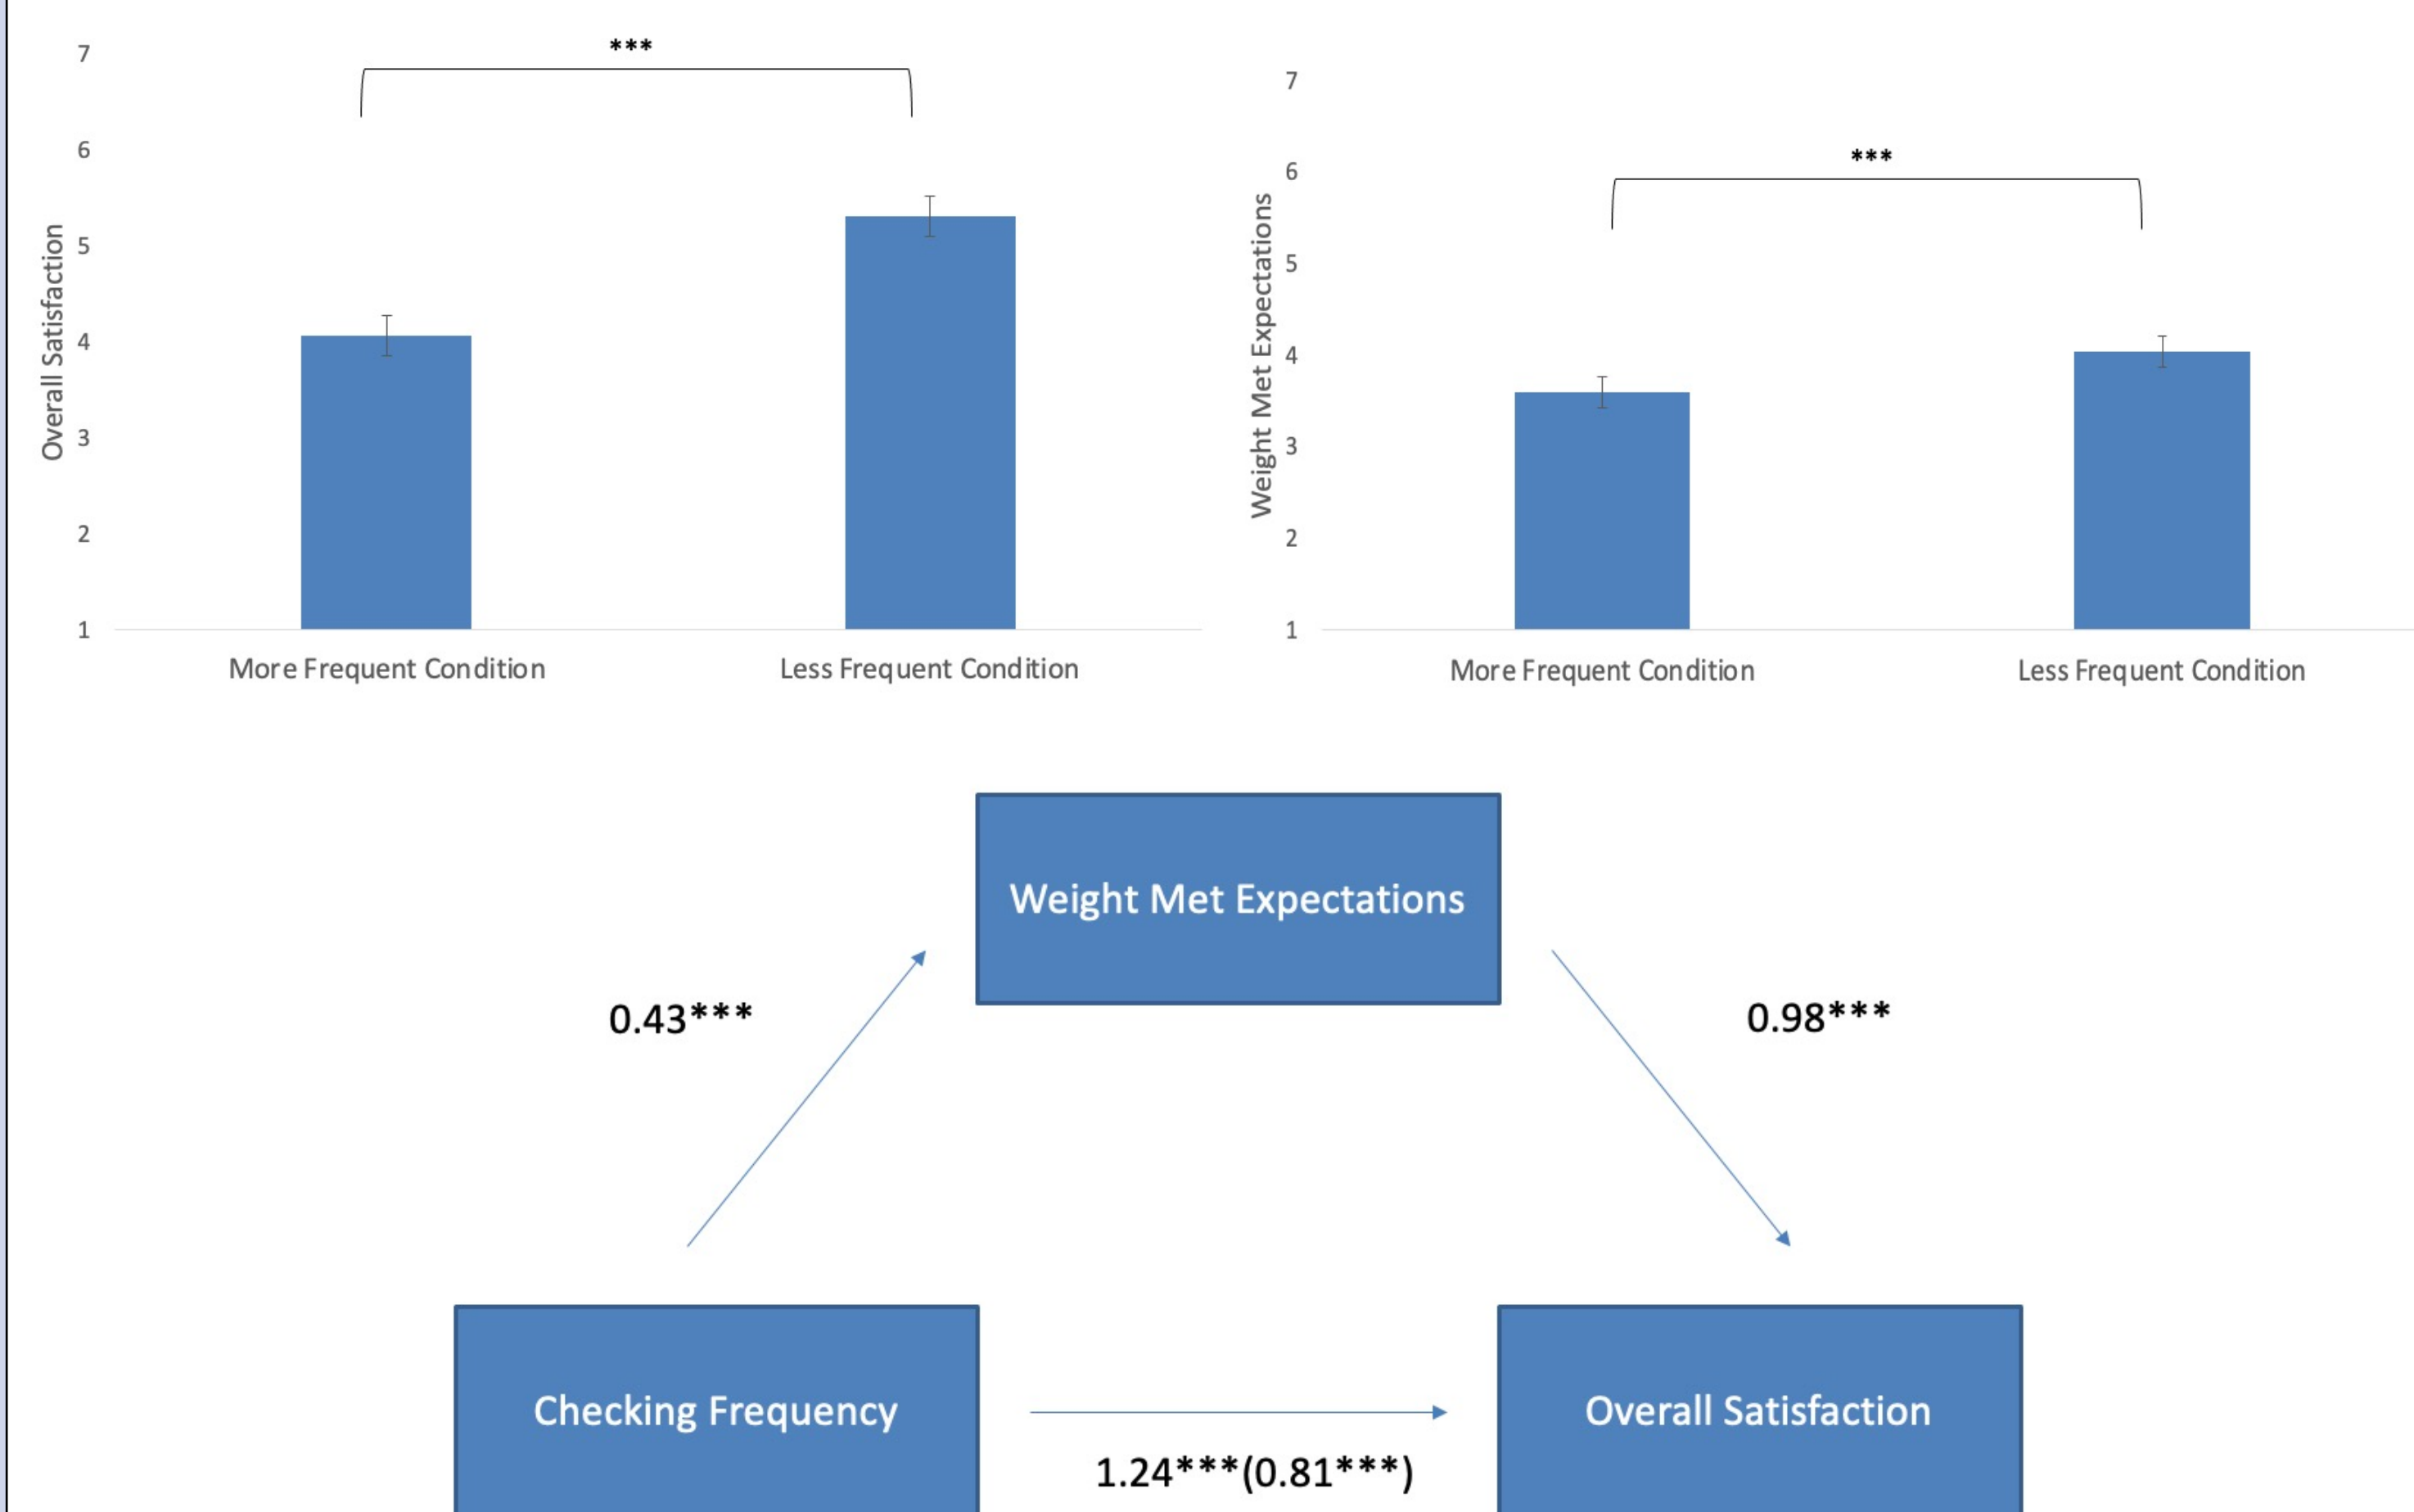 ***
7
6
5
4
3
2
1
Overall Satisfaction
More Frequent Condition
Less Frequent Condition
***
7
6
5
4
3
2
1
Weight Met Expectations
More Frequent Condition
Less Frequent Condition
Weight Met Expectations
0.43***
0.98***
Checking Frequency
Overall Satisfaction
1.24***(0.81***)